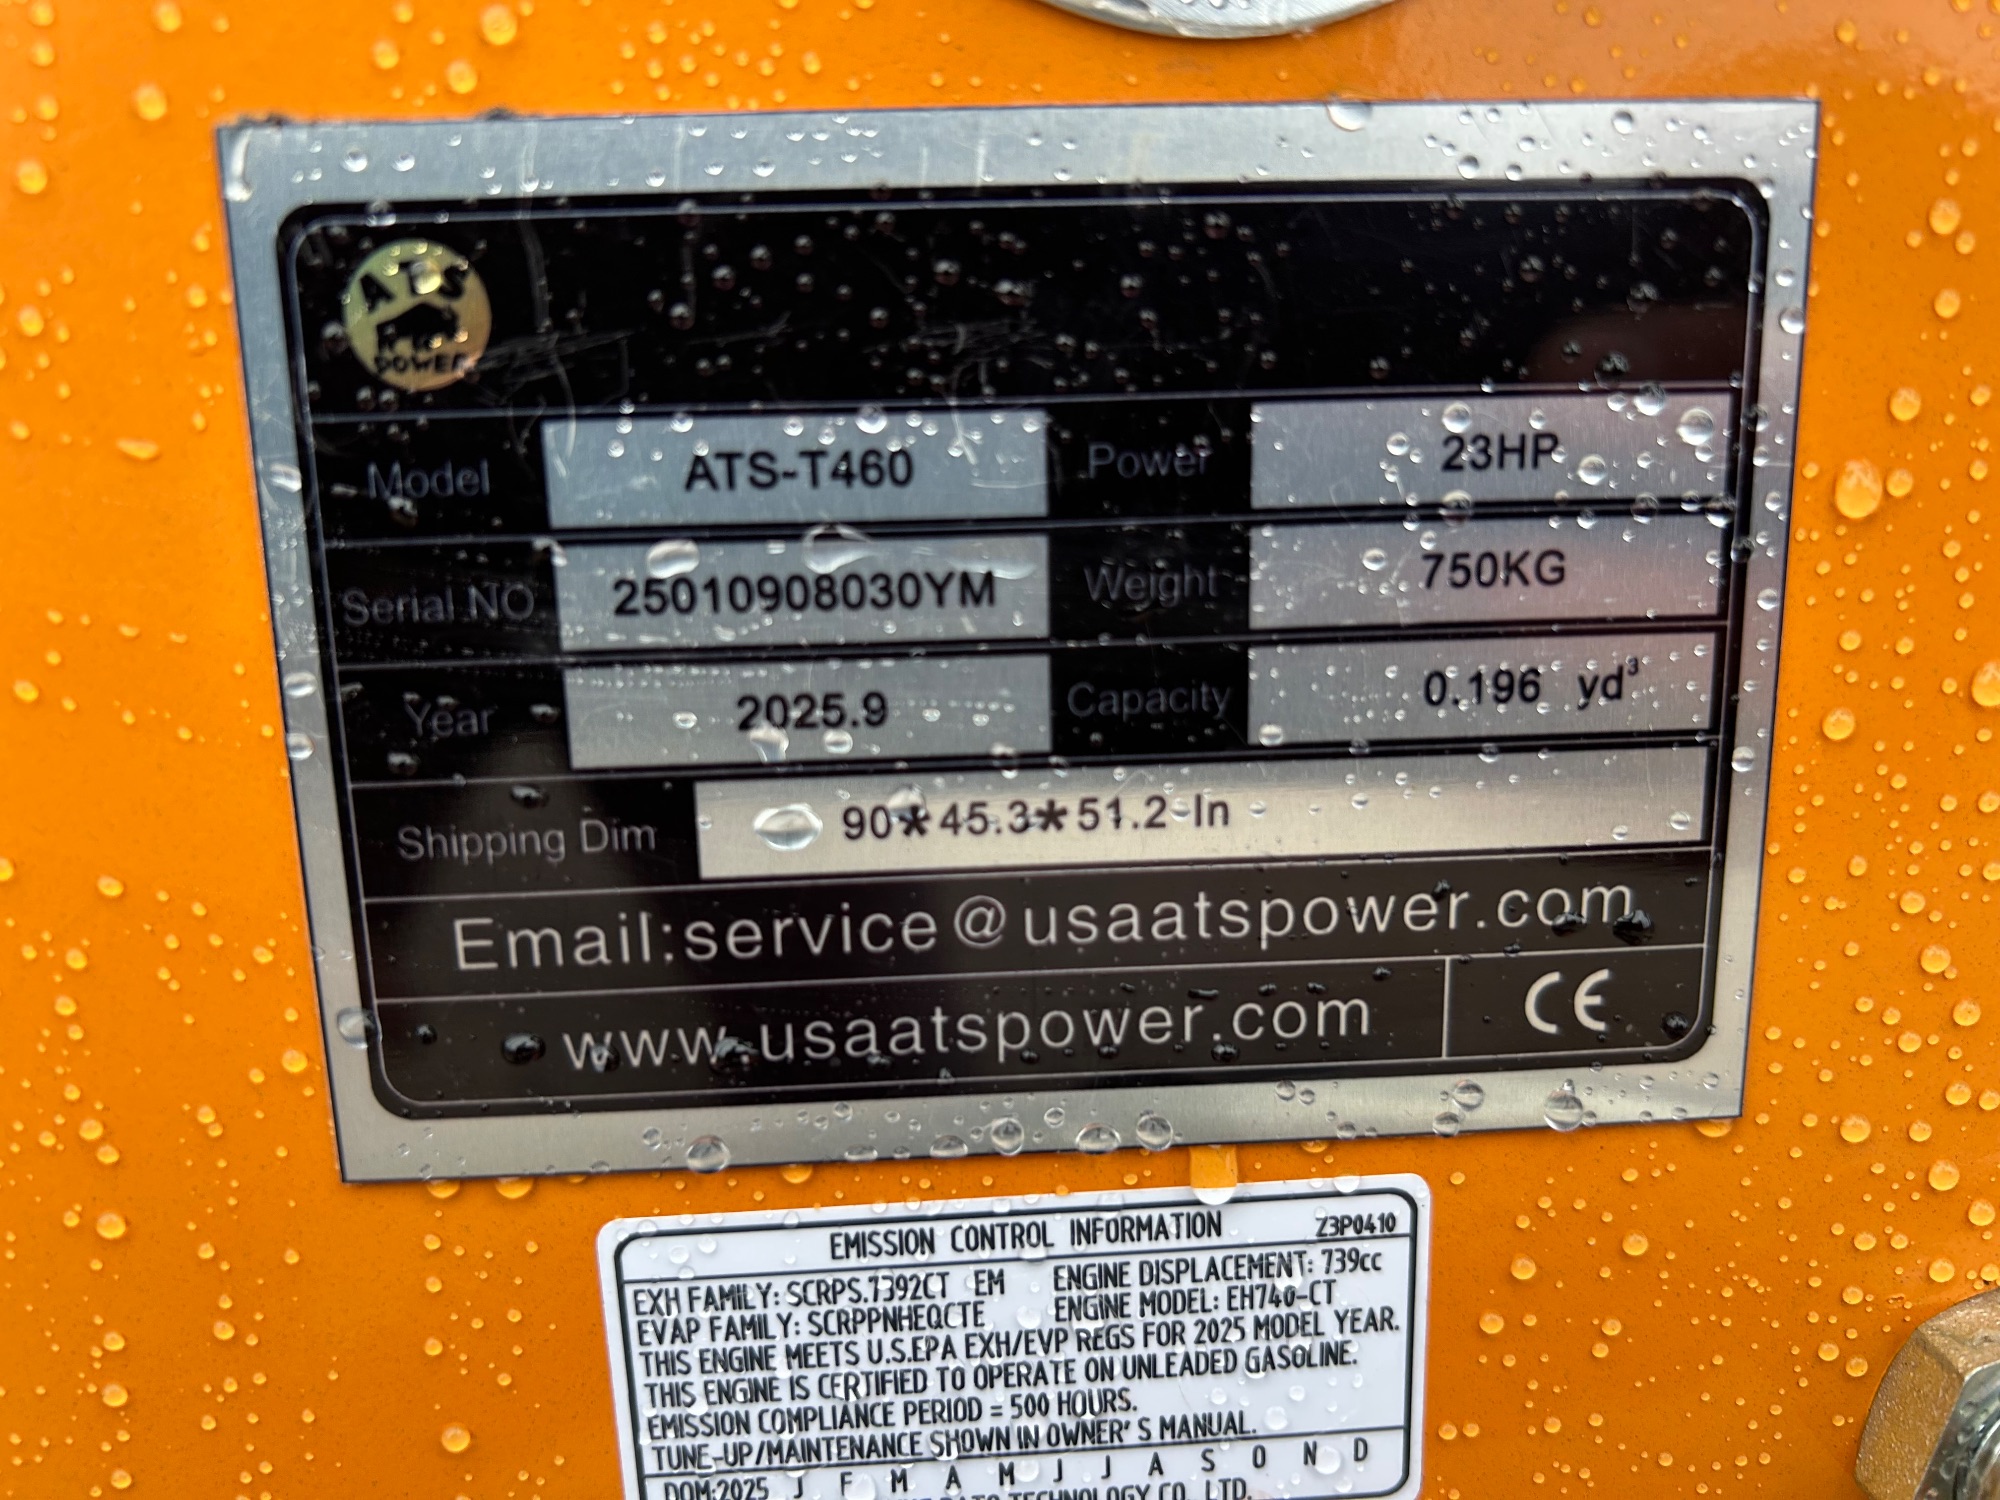 ATS
POWER
Model ATS-T460 Power 23HP
Serial NO 25010908030YM Weight 750KG
Year 2025.9 Capacity 0.196 yd³
Shipping Dim 90*45.3*51.2-In
Email:service@usaatspower.com
www.usaatspower.com CE
EMISSION CONTROL INFORMATION Z3P0410
EXH FAMILY: SCRPS.7392CT EM ENGINE DISPLACEMENT: 739cc
EVAP FAMILY: SCRPPNHEQCTE ENGINE MODEL: EH740-CT
THIS ENGINE MEETS U.S.EPA EXH/EVP REGS FOR 2025 MODEL YEAR.
THIS ENGINE IS CERTIFIED TO OPERATE ON UNLEADED GASOLINE.
EMISSION COMPLIANCE PERIOD = 500 HOURS.
TUNE-UP/MAINTENANCE SHOWN IN OWNER'S MANUAL.
DOM:2025 J F M A M J J A S O N D
TECHNOLOGY CO., LTD.